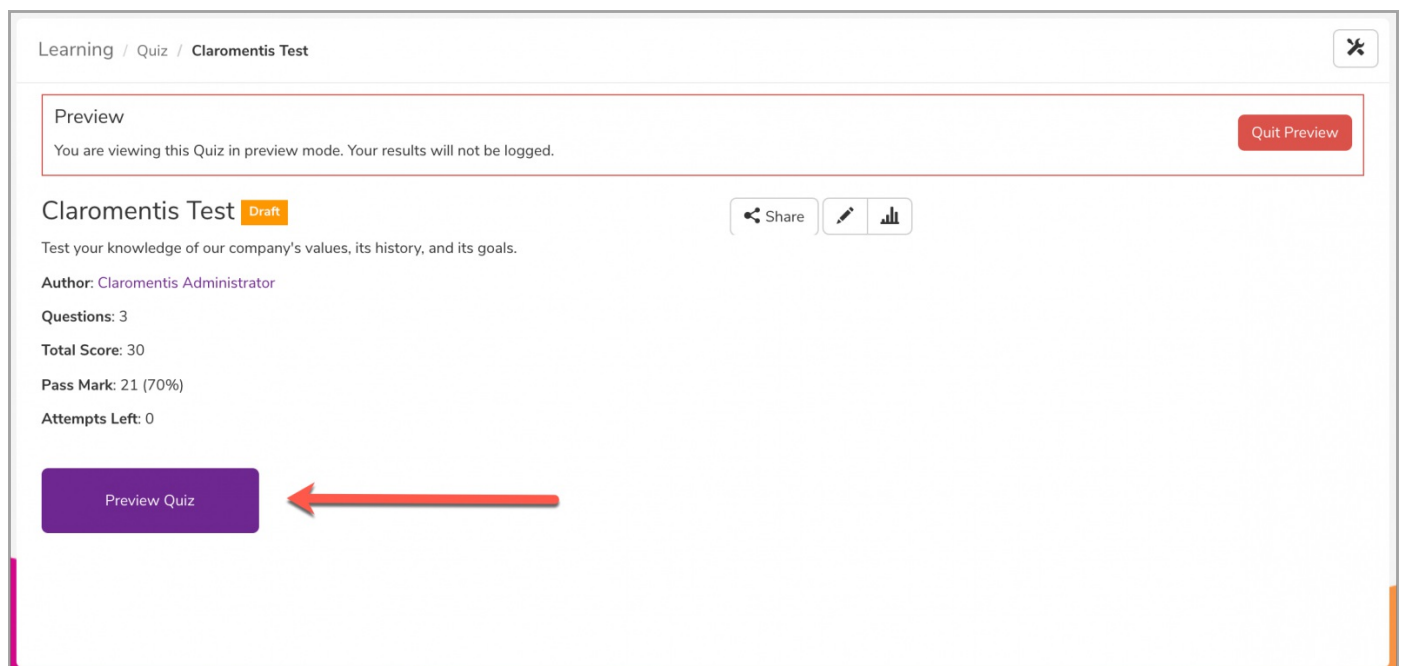 Learning / Quiz / Claromentis Test
Preview
You are viewing this Quiz in preview mode. Your results will not be logged.
Quit Preview
Claromentis Test Draft
Share
Test your knowledge of our company's values, its history, and its goals.
Author: Claromentis Administrator
Questions: 3
Total Score: 30
Pass Mark: 21 (70%)
Attempts Left: 0
Preview Quiz